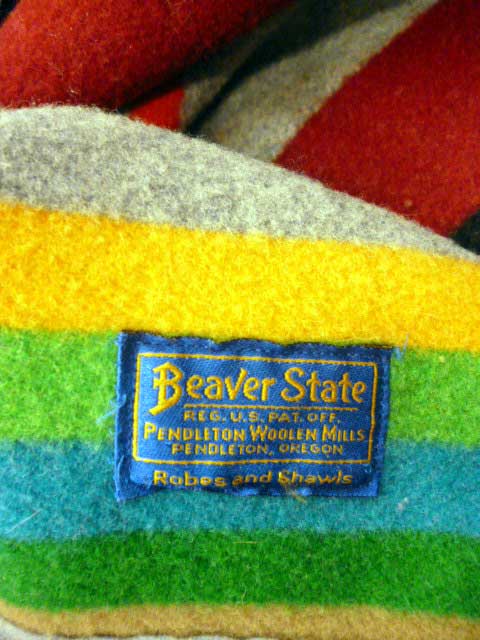 Beaver State
REG. U.S. PAT. OFF.
PENDLETON WOOLEN MILLS
PENDLETON, OREGON
Robes and Shawls